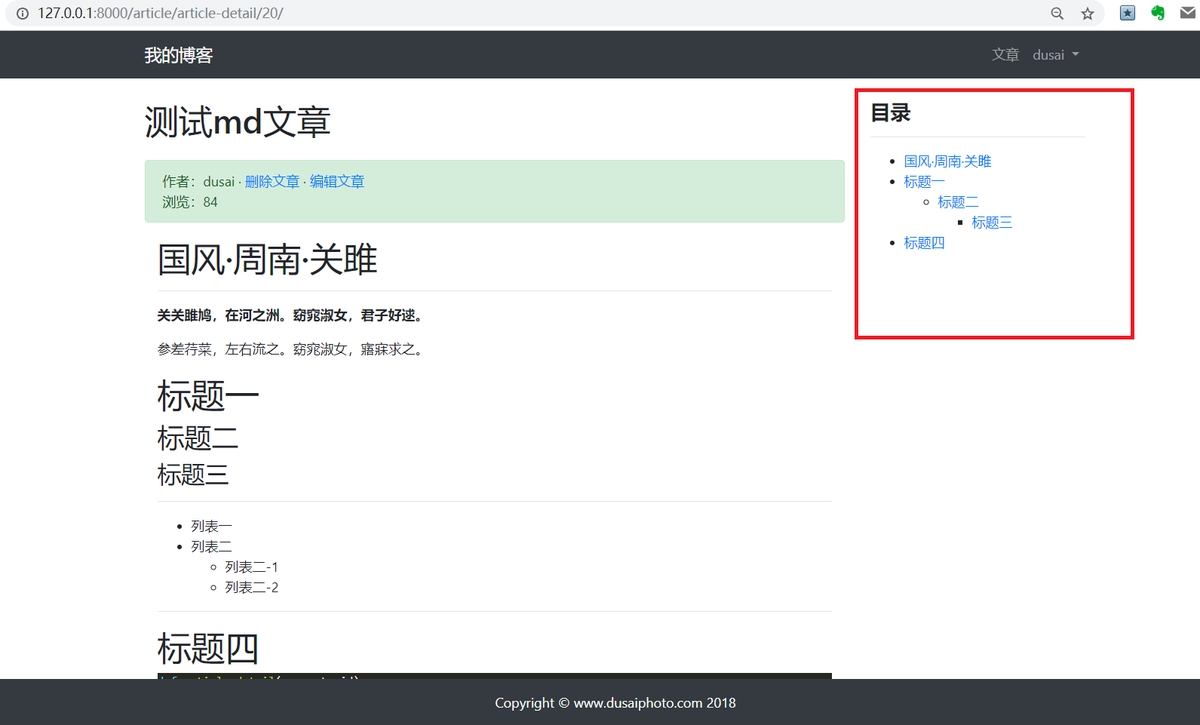 127.0.0.1:8000/article/article-detail/20/
我的博客
文章 dusai
测试md文章
作者：dusai · 删除文章 · 编辑文章
浏览：84
国风·周南·关雎
关关雎鸠，在河之洲。窈窕淑女，君子好逑。
参差荇菜，左右流之。窈窕淑女，寤寐求之。
标题一
标题二
标题三
列表一
列表二
列表二-1
列表二-2
标题四
目录
国风·周南·关雎
标题一
标题二
标题三
标题四
Copyright © www.dusaiphoto.com 2018